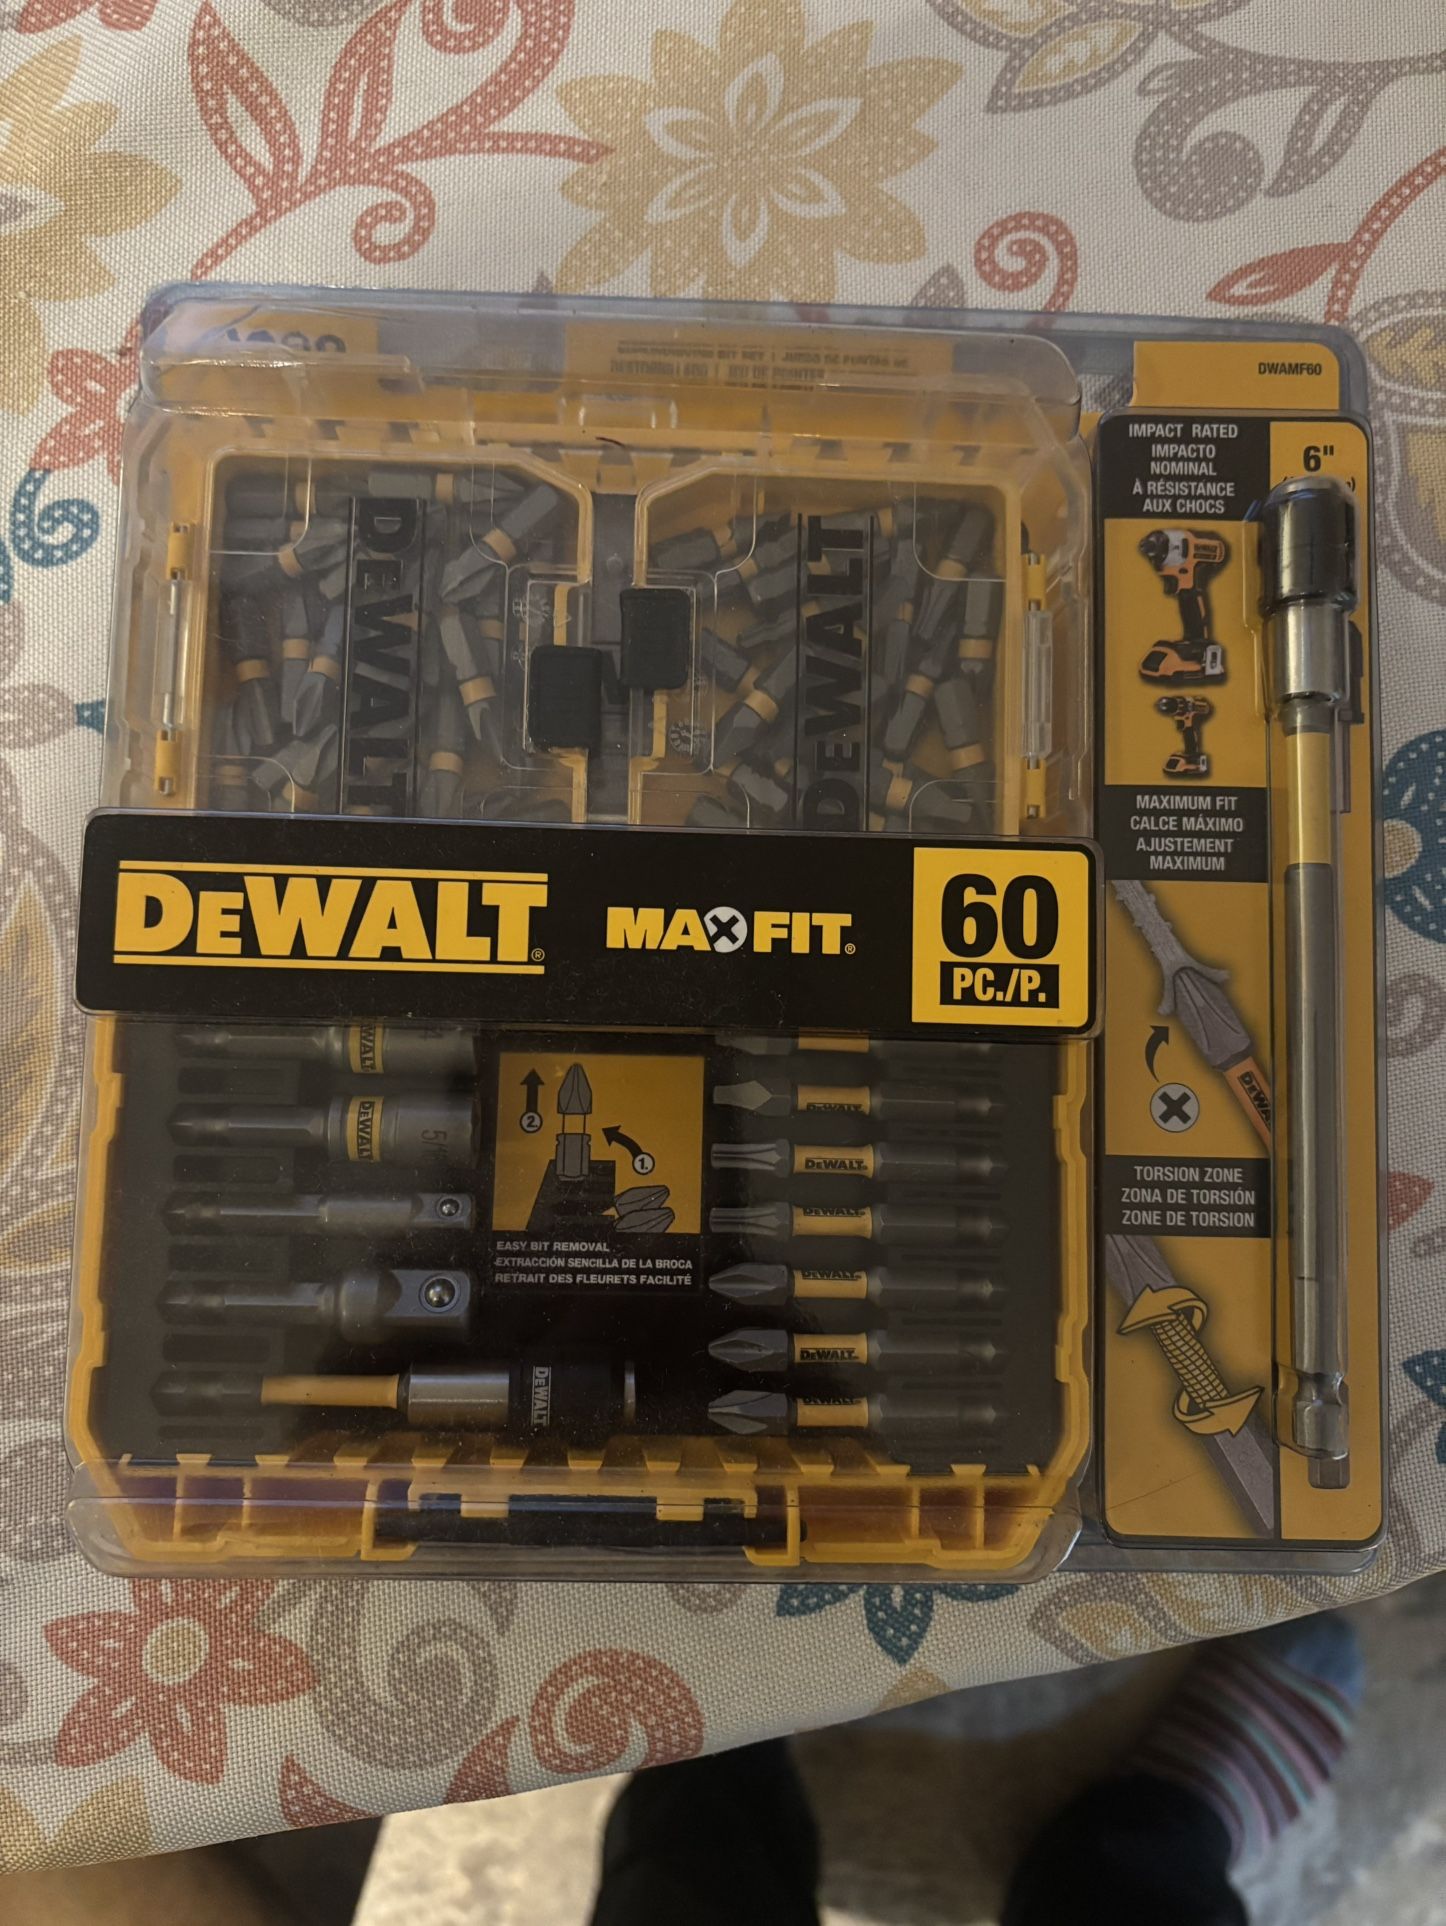 DWAMF60
IMPACT RATED
IMPACTO
NOMINAL
À RÉSISTANCE
AUX CHOCS
6"
DEWALT
DEWALT
MAXIMUM FIT
CALCE MÁXIMO
AJUSTEMENT
MAXIMUM
DEWALT®
MAXFIT®
60
PC./P.
DEWALT
DEWALT
DEWALT
DEWALT
DEWALT
DEWALT
DEWALT
DEWALT
DEWALT
2.
1.
EASY BIT REMOVAL
EXTRACCIÓN SENCILLA DE LA BROCA
RETRAIT DES FLEURETS FACILITÉ
TORSION ZONE
ZONA DE TORSIÓN
ZONE DE TORSION